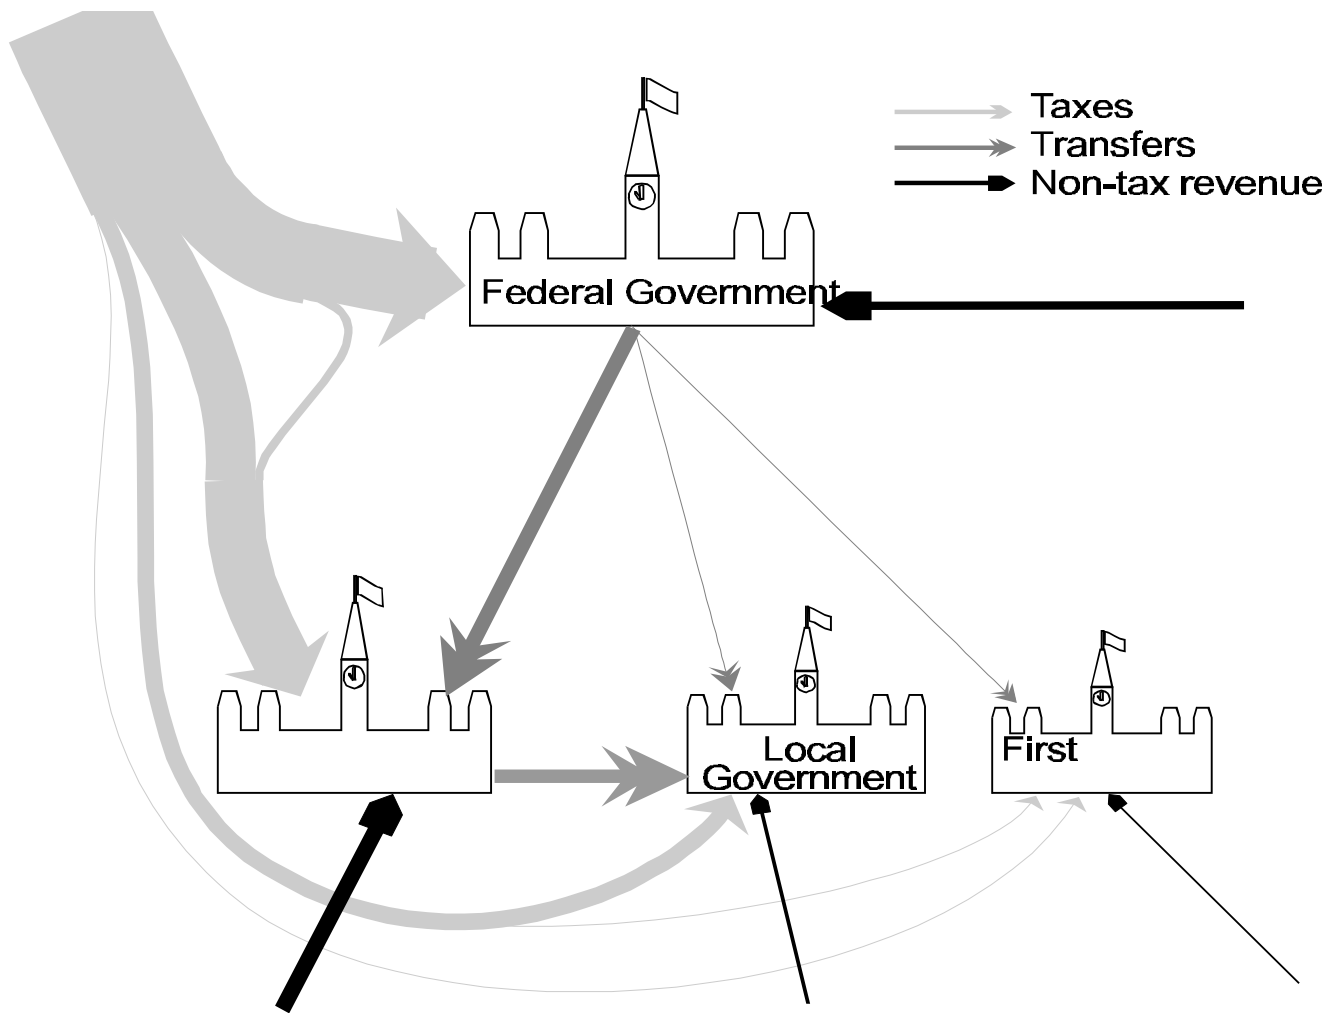 Taxes
Transfers
Non-tax revenue
Federal Government
Local
Government
First